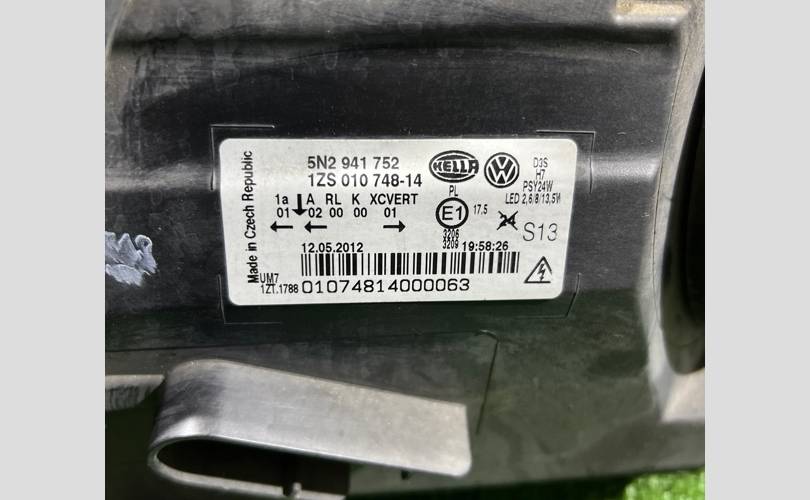 Made in Czech Republic
5N2 941 752
1ZS 010 748-14
HELLA
VW
D3S
H7
PSY24W
LED 2,6/8/13,5W
1a A RL K XCVERT
01 02 00 00 01
PL
E1
17.5
24
S13
3206
3209
12.05.2012
19:58:26
UM7
1ZT.1788
01074814000063